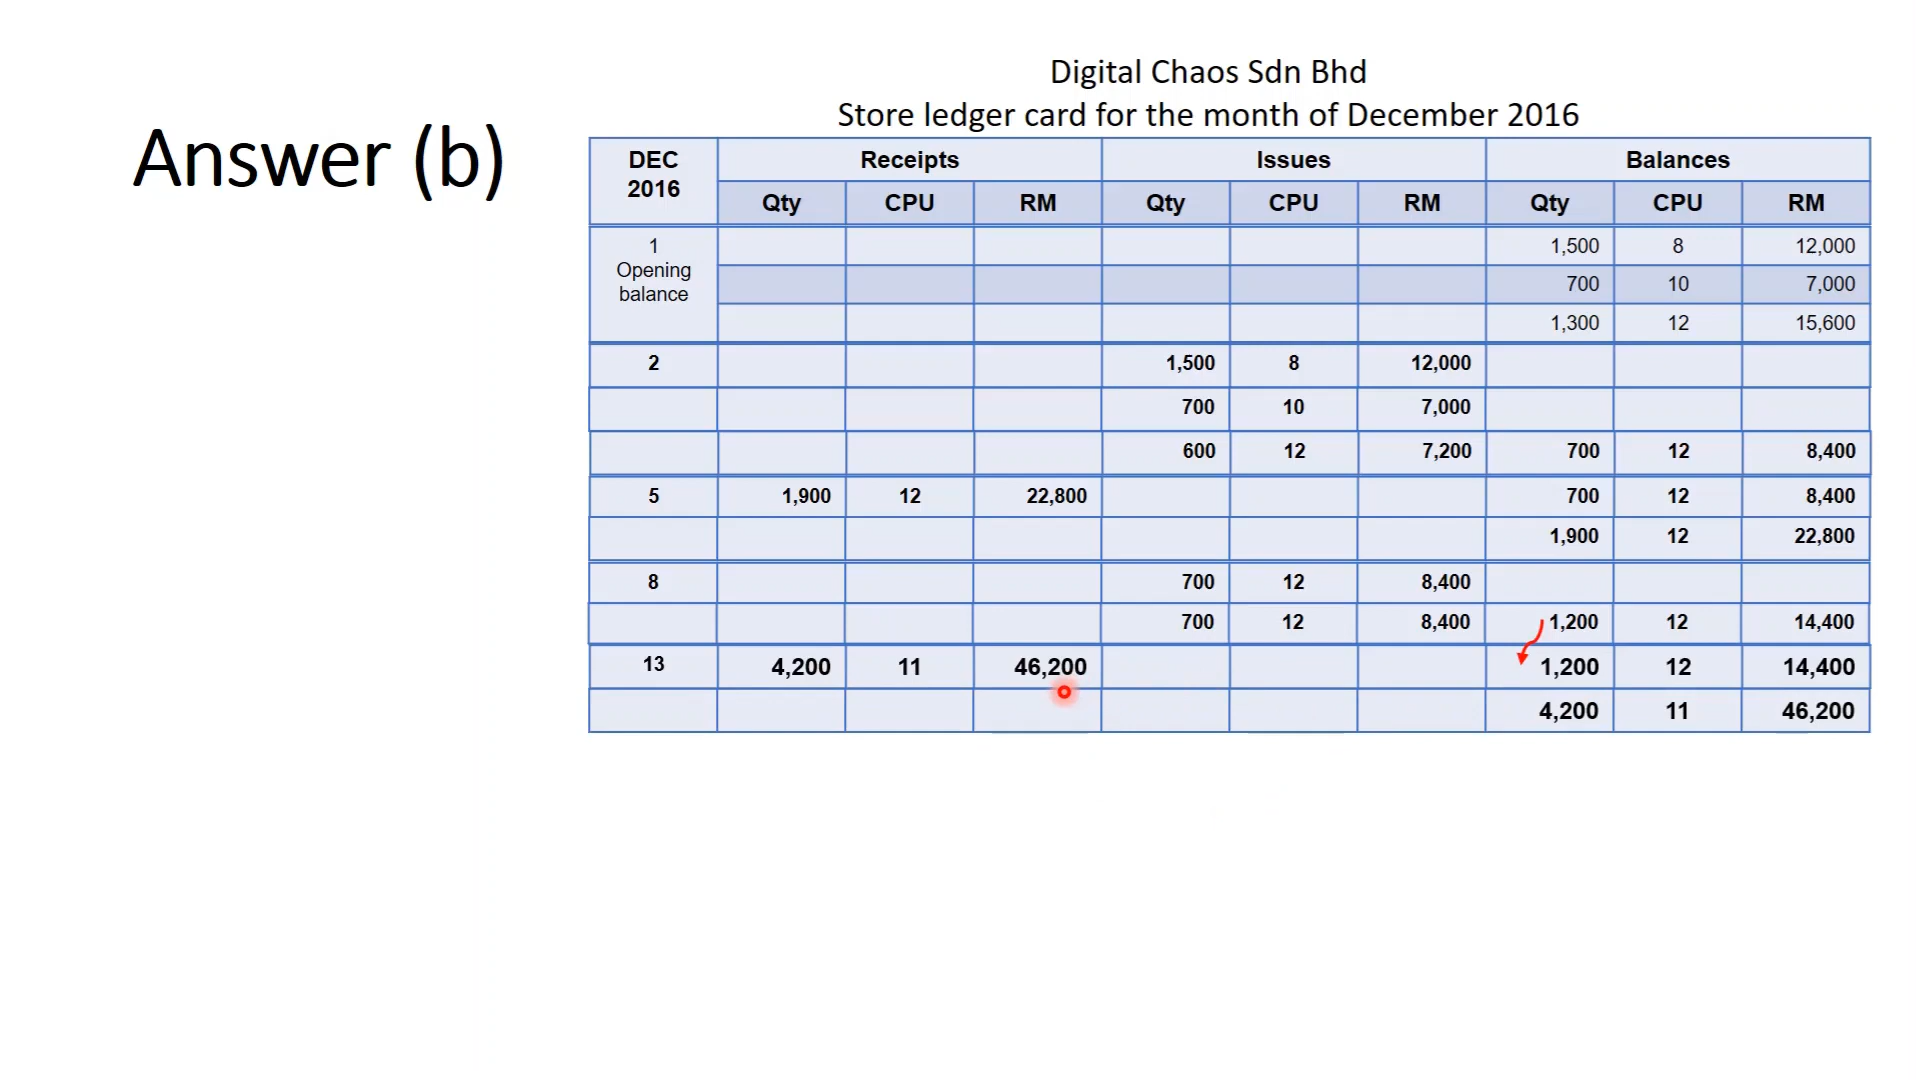 Answer (b)
Digital Chaos Sdn Bhd
Store ledger card for the month of December 2016
DEC 2016 Receipts Issues Balances
Qty CPU RM Qty CPU RM Qty CPU RM
1 Opening balance 1,500 8 12,000
700 10 7,000
1,300 12 15,600
2 1,500 8 12,000
700 10 7,000
600 12 7,200 700 12 8,400
5 1,900 12 22,800 700 12 8,400
1,900 12 22,800
8 700 12 8,400
700 12 8,400 1,200 12 14,400
13 4,200 11 46,200 1,200 12 14,400
4,200 11 46,200